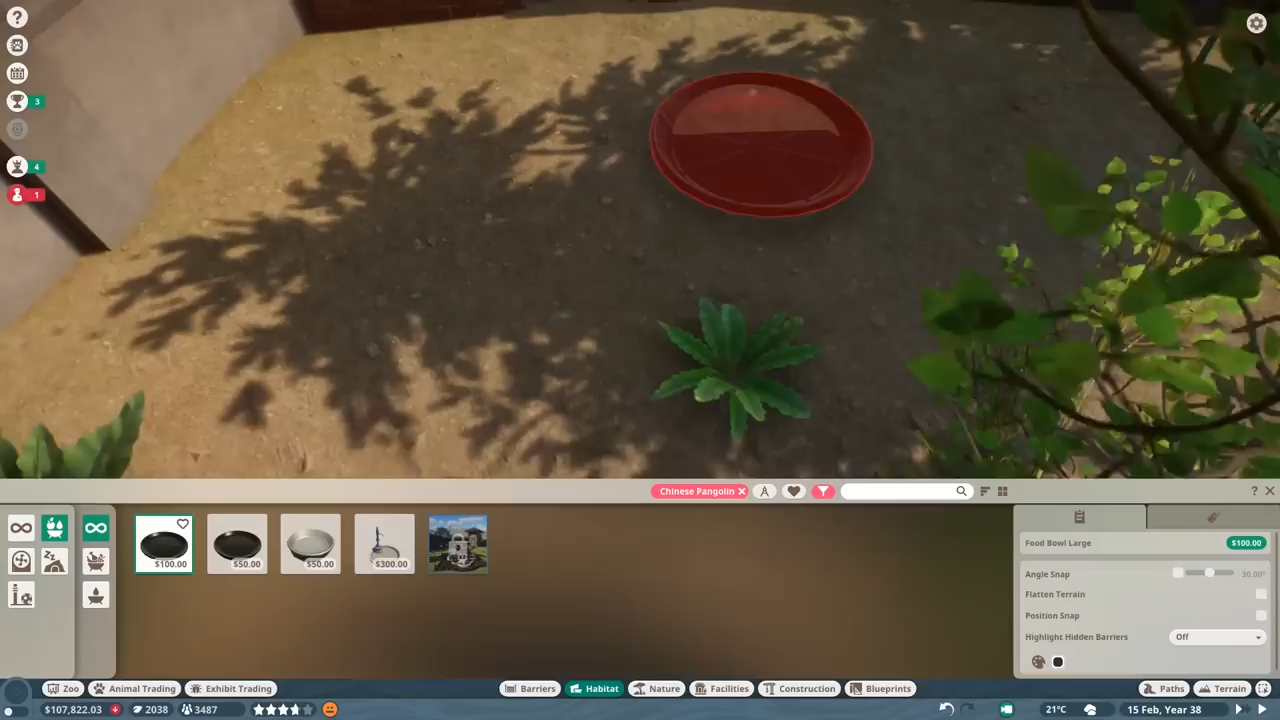 ?
3
4
1
Chinese Pangolin ×
?
$100.00
$50.00
$50.00
$300.00
Food Bowl Large $100.00
Angle Snap 30.00°
Flatten Terrain
Position Snap
Highlight Hidden Barriers Off
Zoo Animal Trading Exhibit Trading Barriers Habitat Nature Facilities Construction Blueprints Paths Terrain
$107,822.03 2038 3487 21°C 15 Feb, Year 38